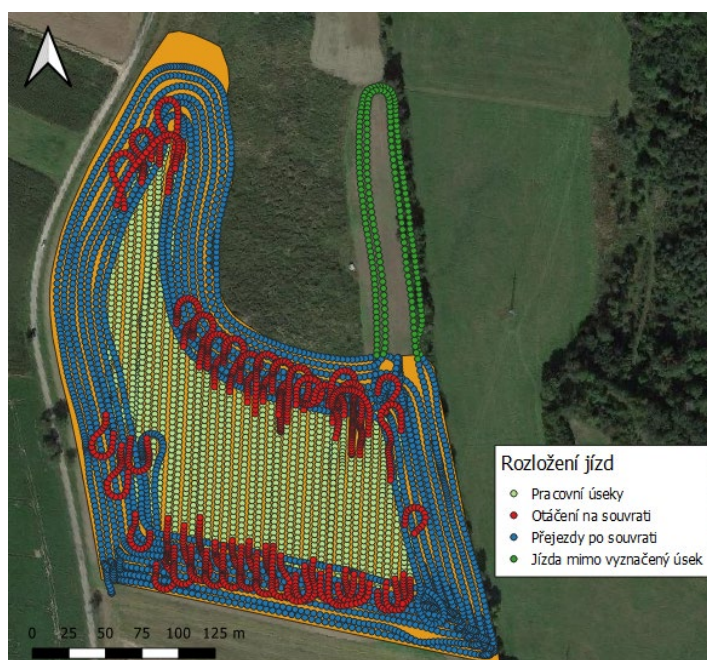 Rozložení jízd
Pracovní úseky
Otáčení na souvrati
Přejezdy po souvrati
Jízda mimo vyznačený úsek
0 25 50 75 100 125 m